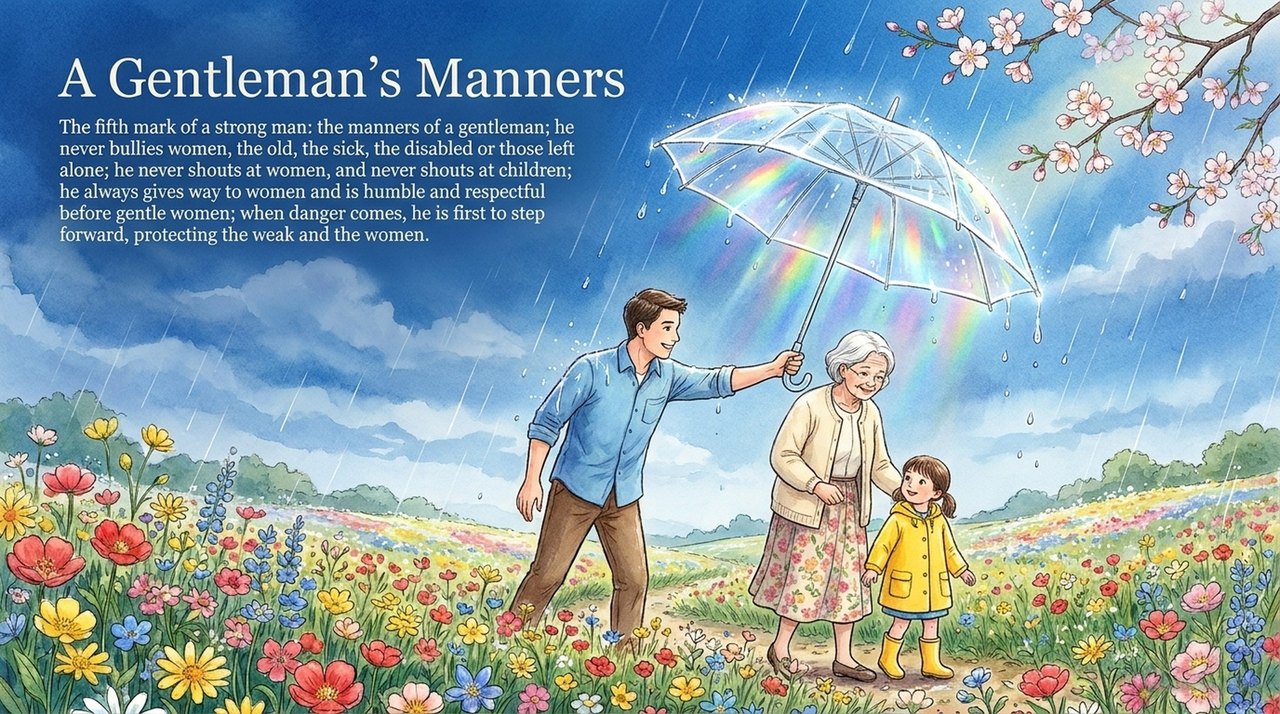 A Gentleman’s Manners
The fifth mark of a strong man: the manners of a gentleman; he
never bullies women, the old, the sick, the disabled or those left
alone; he never shouts at women, and never shouts at children;
he always gives way to women and is humble and respectful
before gentle women; when danger comes, he is first to step
forward, protecting the weak and the women.